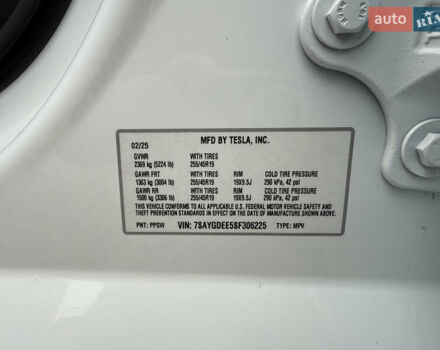 auto RIA
02/25 MFD BY TESLA, INC.
GVWR WITH TIRES
2369 kg (5224 lb) 255/45R19
GAWR FRT WITH TIRES RIM COLD TIRE PRESSURE
1363 kg (3004 lb) 255/45R19 19X9.5J 290 kPa, 42 psi
GAWR RR WITH TIRES RIM COLD TIRE PRESSURE
1500 kg (3306 lb) 255/45R19 19X9.5J 290 kPa, 42 psi
THIS VEHICLE CONFORMS TO ALL APPLICABLE U.S. FEDERAL MOTOR VEHICLE SAFETY AND
THEFT PREVENTION STANDARDS IN EFFECT ON THE DATE OF MANUFACTURE SHOWN ABOVE.
PNT: PPSW VIN: 7SAYGDEE5SF306225 TYPE: MPV